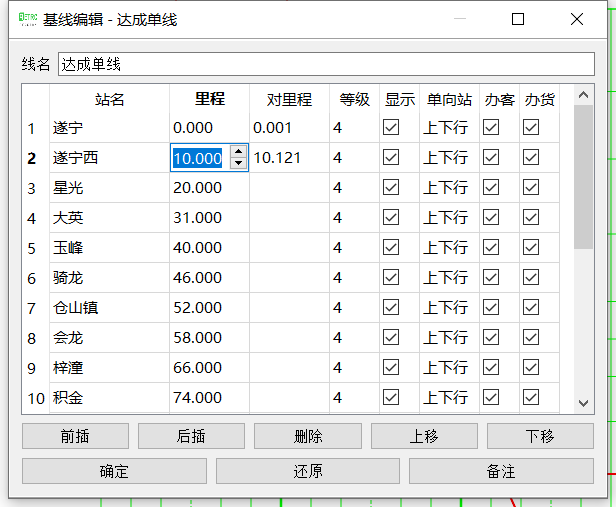 基线编辑 - 达成单线
线名 达成单线
站名 里程 对里程 等级 显示 单向站 办客 办货
1 遂宁 0.000 0.001 4 上下行
2 遂宁西 10.000 10.121 4 上下行
3 星光 20.000 4 上下行
4 大英 31.000 4 上下行
5 玉峰 40.000 4 上下行
6 骑龙 46.000 4 上下行
7 仓山镇 52.000 4 上下行
8 会龙 58.000 4 上下行
9 梓潼 66.000 4 上下行
10 积金 74.000 4 上下行
前插 后插 删除 上移 下移
确定 还原 备注